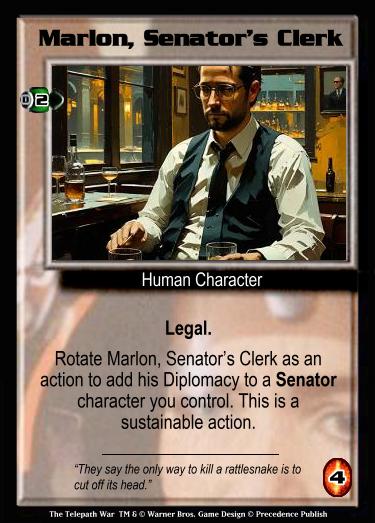 Marlon, Senator's Clerk
D 2
Human Character
Legal.
Rotate Marlon, Senator's Clerk as an
action to add his Diplomacy to a Senator
character you control. This is a
sustainable action.
"They say the only way to kill a rattlesnake is to
cut off its head."
4
The Telepath War TM & © Warner Bros. Game Design © Precedence Publish